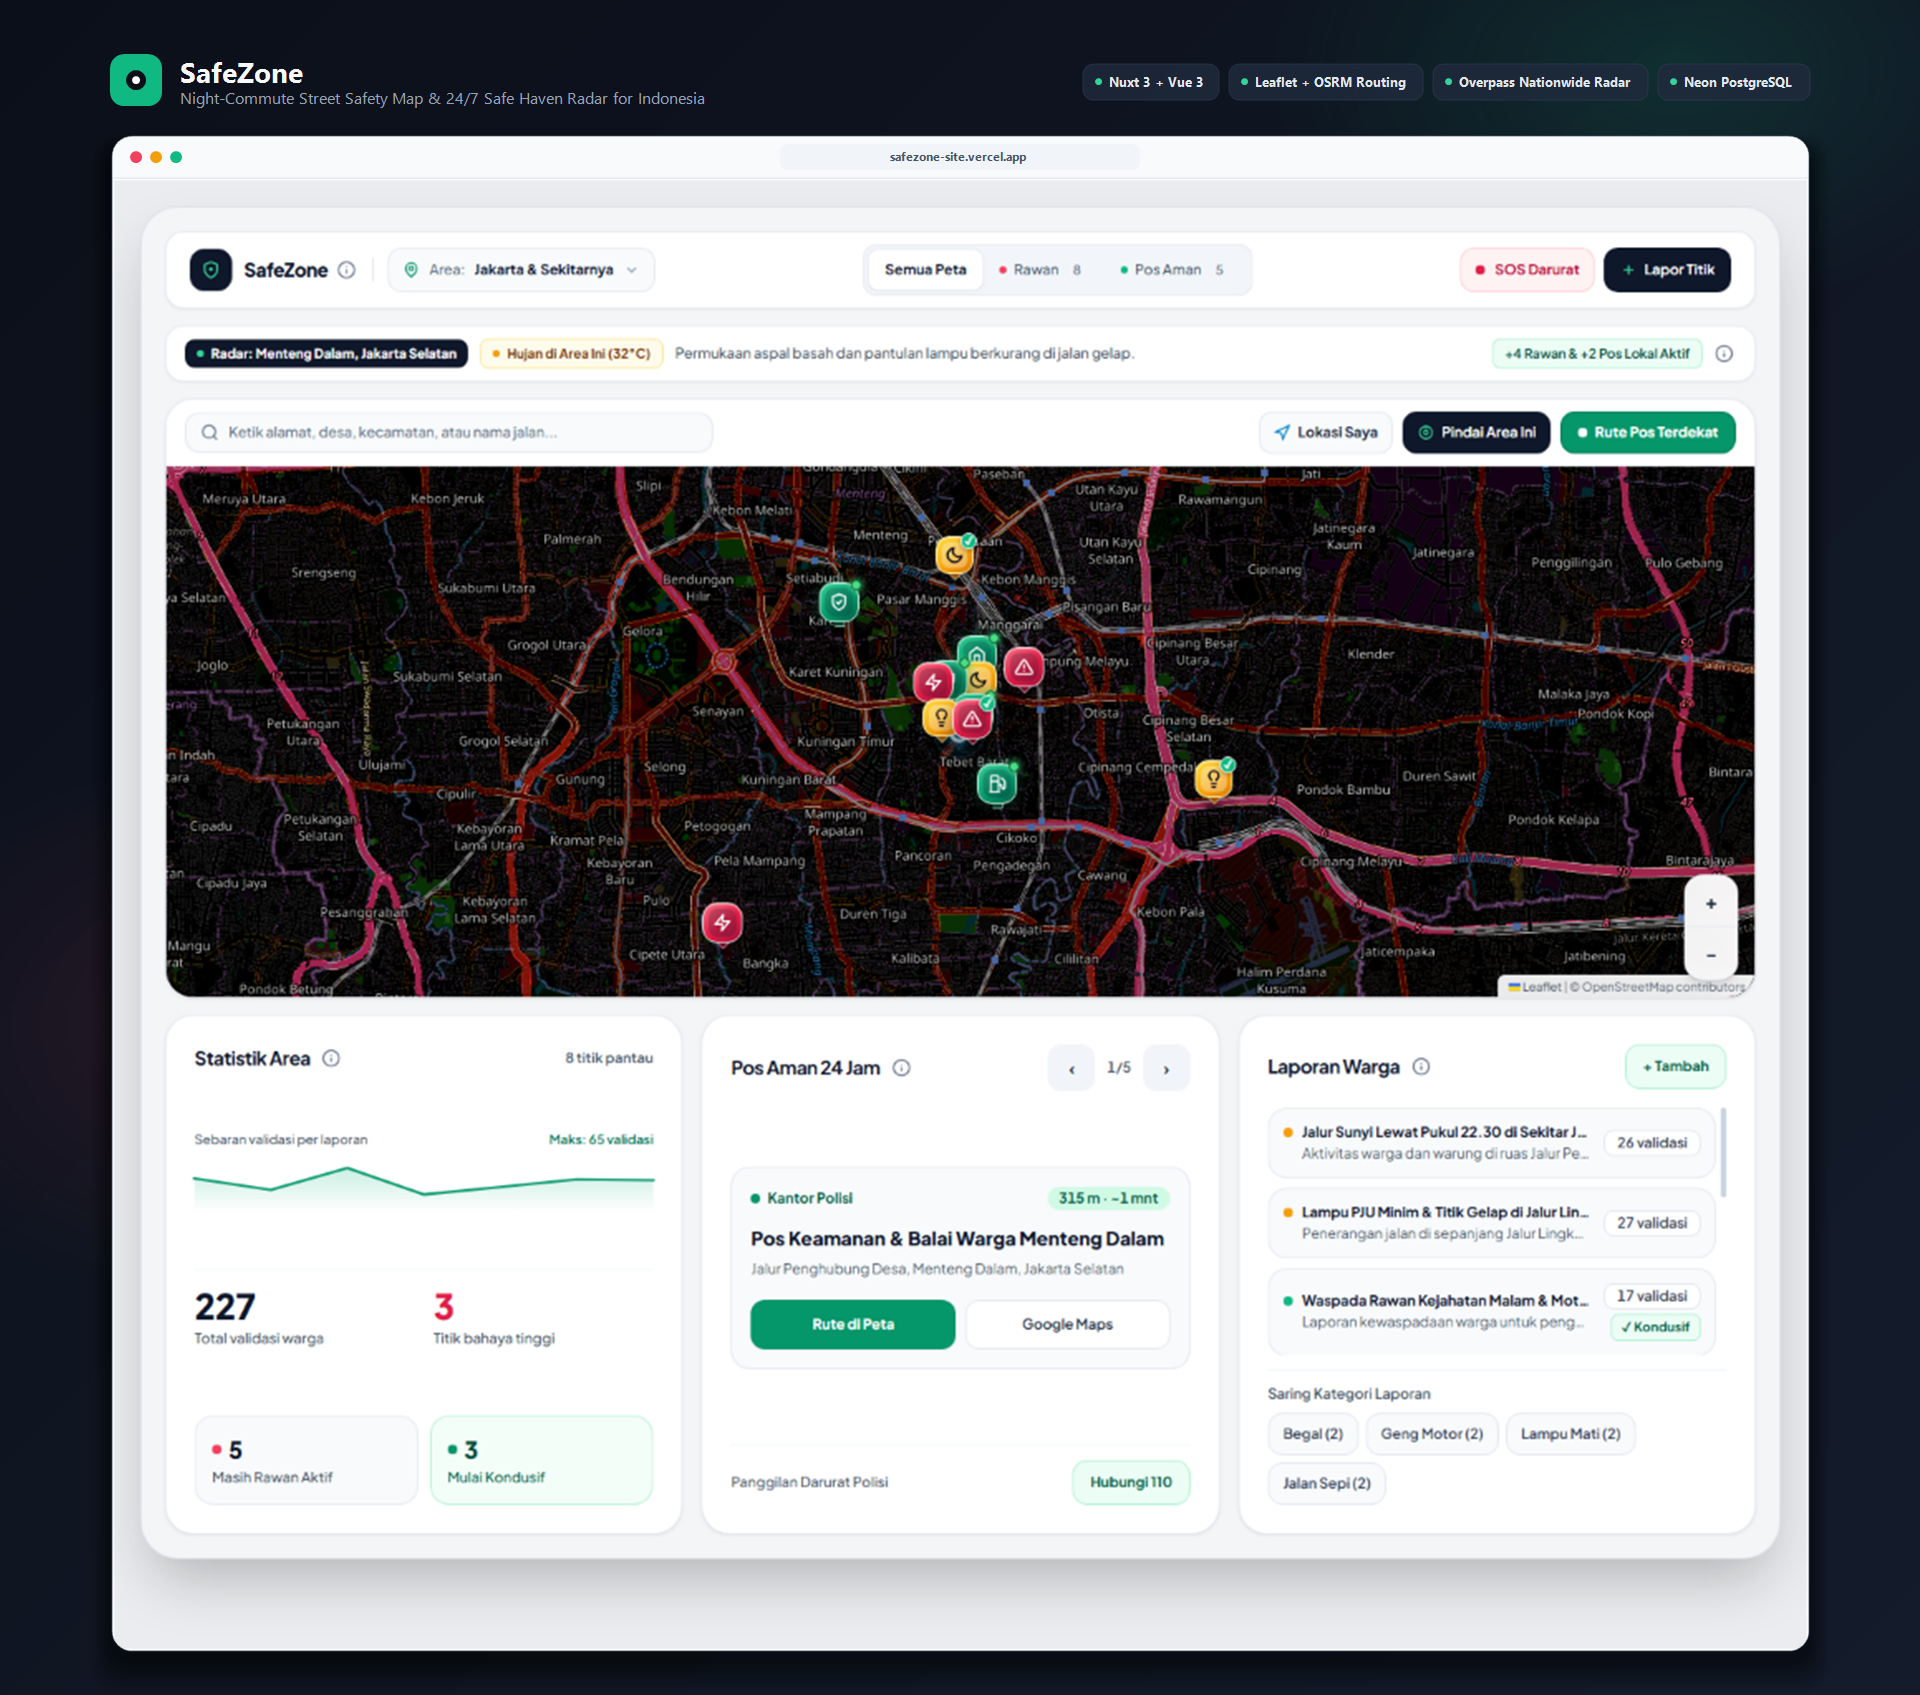 SafeZone
Night-Commute Street Safety Map & 24/7 Safe Haven Radar for Indonesia
Nuxt 3 + Vue 3
Leaflet + OSRM Routing
Overpass Nationwide Radar
Neon PostgreSQL
safezone-site.vercel.app
SafeZone
Area: Jakarta & Sekitarnya
Semua Peta
Rawan 8
Pos Aman 5
SOS Darurat
+ Lapor Titik
Radar: Menteng Dalam, Jakarta Selatan
Hujan di Area Ini (32°C)
Permukaan aspal basah dan pantulan lampu berkurang di jalan gelap.
+4 Rawan & +2 Pos Lokal Aktif
Ketik alamat, desa, kecamatan, atau nama jalan...
Lokasi Saya
Pindai Area Ini
Rute Pos Terdekat
Paseban
Jati
Slipi
Menteng
Utan Kayu
Utara
Rawamangun
Meruya Utara
Kebon Jeruk
Kebon Melati
Jatinegara
Kaum
Palmerah
Menteng
Utan Kayu
Selatan
Jatinegara
Penggilingan
Pulo Gebang
Srengseng
Sukabumi Utara
Bendungan
Hilir
Setiabudi
Kebon Manggis
Cipinang
ya Selatan
Pasar Manggis
Pisangan Baru
Manggarai
Gelora
Grogol Utara
Cipinang Besar
Utara
Klender
Joglo
Sukabumi Selatan
Karet Kuningan
pung Melayu
Malaka Jaya
Pondok Kopi
Petukangan
Utara
Senayan
Otista
Cipinang Besar
Selatan
Grogol Selatan
Kuningan Timur
n Indah
tara
Ulujami
Gunung
Selong
Kuningan Barat
Tebet Barat
Cipinang Cempedak
Duren Sawit
Bintara
Cipulir
Pondok Bambu
Cipadu
Petukangan
Selatan
Kebayoran
Lama Utara
Kramat Pela
Petogogan
Mampang
Prapatan
Cikoko
Pondok Kelapa
Kebayoran
Baru
Pela Mampang
Pancoran
Pengadegan
Cipinang Melayu
Bintarajaya
Cipadu Jaya
Cawang
Pesanggrahan
Kebayoran
Lama Selatan
Pulo
Duren Tiga
Kebon Pala
Rawajati
Mangu
rat
Cipete Utara
Bangka
Kalibata
Cililitan
Halim Perdana
Kusuma
Jaticempaka
Jatibening
Pondok Betung
+
−
Leaflet | © OpenStreetMap contributors
Statistik Area
8 titik pantau
Sebaran validasi per laporan
Maks: 65 validasi
227
Total validasi warga
3
Titik bahaya tinggi
5
Masih Rawan Aktif
3
Mulai Kondusif
Pos Aman 24 Jam
‹ 1/5 ›
Kantor Polisi
315 m · ~1 mnt
Pos Keamanan & Balai Warga Menteng Dalam
Jalur Penghubung Desa, Menteng Dalam, Jakarta Selatan
Rute di Peta
Google Maps
Panggilan Darurat Polisi
Hubungi 110
Laporan Warga
+ Tambah
Jalur Sunyi Lewat Pukul 22.30 di Sekitar J...
Aktivitas warga dan warung di ruas Jalur Pe...
26 validasi
Lampu PJU Minim & Titik Gelap di Jalur Lin...
Penerangan jalan di sepanjang Jalur Lingk...
27 validasi
Waspada Rawan Kejahatan Malam & Mot...
Laporan kewaspadaan warga untuk peng...
17 validasi
✓ Kondusif
Saring Kategori Laporan
Begal (2)
Geng Motor (2)
Lampu Mati (2)
Jalan Sepi (2)